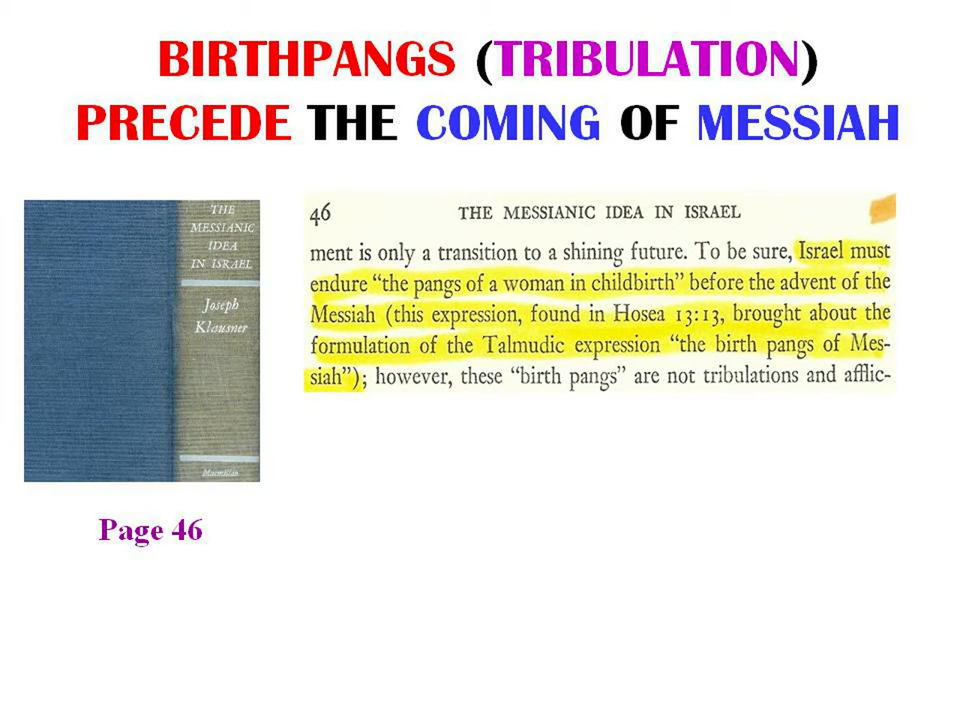 BIRTHPANGS (TRIBULATION)
PRECEDE THE COMING OF MESSIAH
THE
MESSIANIC
IDEA
IN ISRAEL
Joseph
Klausner
Macmillan
Page 46
46 THE MESSIANIC IDEA IN ISRAEL
ment is only a transition to a shining future. To be sure, Israel must
endure “the pangs of a woman in childbirth” before the advent of the
Messiah (this expression, found in Hosea 13:13, brought about the
formulation of the Talmudic expression “the birth pangs of Mes-
siah”); however, these “birth pangs” are not tribulations and afflic-